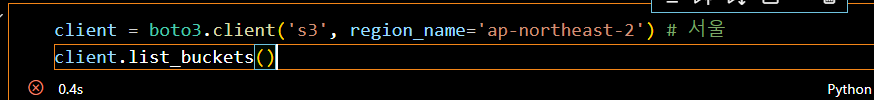 client = boto3.client('s3', region_name='ap-northeast-2') # 서울
client.list_buckets()
0.4s
Python